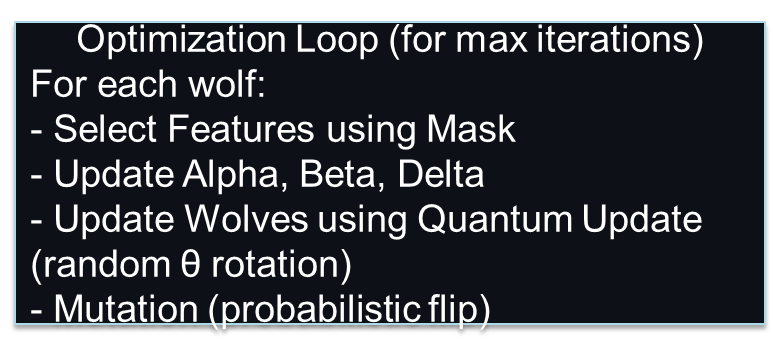 Optimization Loop (for max iterations)
For each wolf:
- Select Features using Mask
- Update Alpha, Beta, Delta
- Update Wolves using Quantum Update
(random θ rotation)
- Mutation (probabilistic flip)